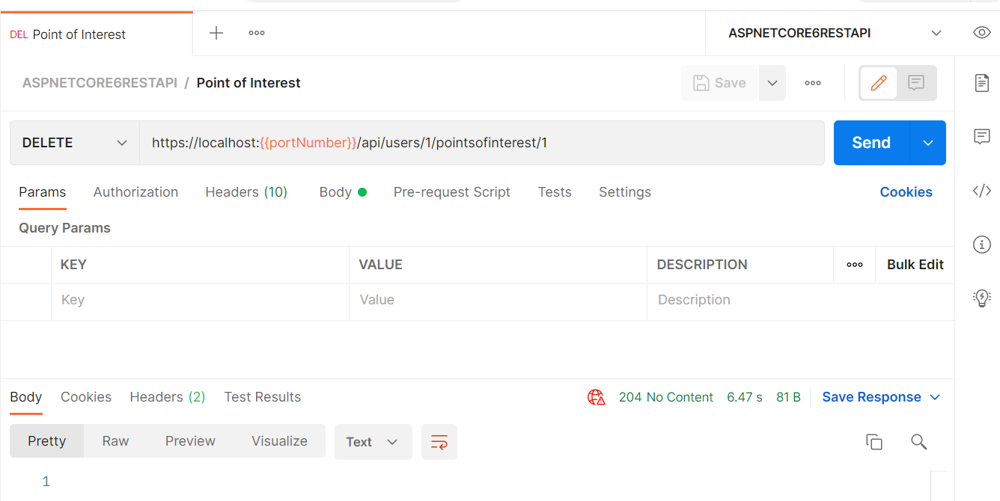 DEL Point of Interest
ASPNETCORE6RESTAPI
ASPNETCORE6RESTAPI / Point of Interest
Save
DELETE
https://localhost:{{portNumber}}/api/users/1/pointsofinterest/1
Send
Params Authorization Headers (10) Body Pre-request Script Tests Settings Cookies
Query Params
KEY VALUE DESCRIPTION Bulk Edit
Key Value Description
Body Cookies Headers (2) Test Results 204 No Content 6.47 s 81 B Save Response
Pretty Raw Preview Visualize Text
1